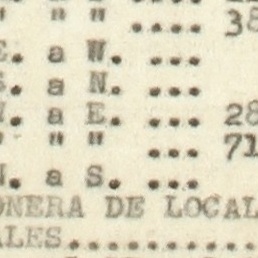 " " .... 38
E. a W. ...
S. a N. ...
N. a E. ... 28
" " ... 71
N. a S. ...
ONERA DE LOCAL
ALES...........